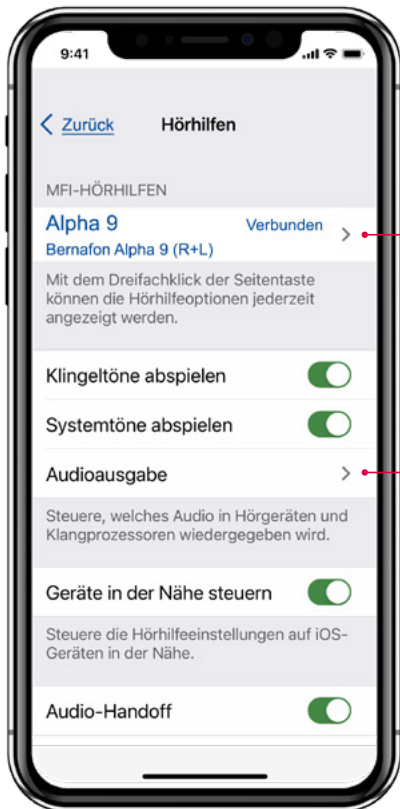 9:41
Zurück Hörhilfen
MFI-HÖRHILFEN
Alpha 9 Verbunden
Bernafon Alpha 9 (R+L)
Mit dem Dreifachklick der Seitentaste
können die Hörhilfeoptionen jederzeit
angezeigt werden.
Klingeltöne abspielen
Systemtöne abspielen
Audioausgabe
Steuere, welches Audio in Hörgeräten und
Klangprozessoren wiedergegeben wird.
Geräte in der Nähe steuern
Steuere die Hörhilfeeinstellungen auf iOS-
Geräten in der Nähe.
Audio-Handoff